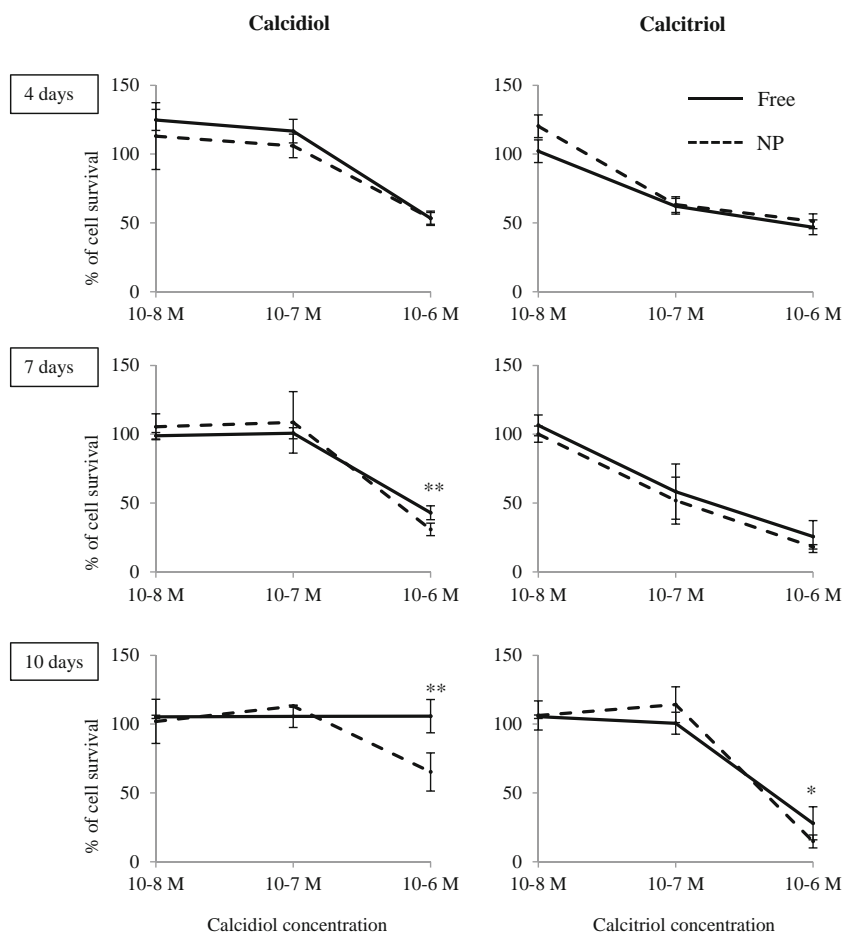 Calcidiol
Calcitriol
4 days
150
100
50
0
% of cell survival
10-8 M 10-7 M 10-6 M
150
100
50
0
10-8 M 10-7 M 10-6 M
Free
NP
7 days
150
100
50
0
% of cell survival
**
10-8 M 10-7 M 10-6 M
150
100
50
0
10-8 M 10-7 M 10-6 M
10 days
150
100
50
0
% of cell survival
**
10-8 M 10-7 M 10-6 M
Calcidiol concentration
150
100
50
0
*
10-8 M 10-7 M 10-6 M
Calcitriol concentration